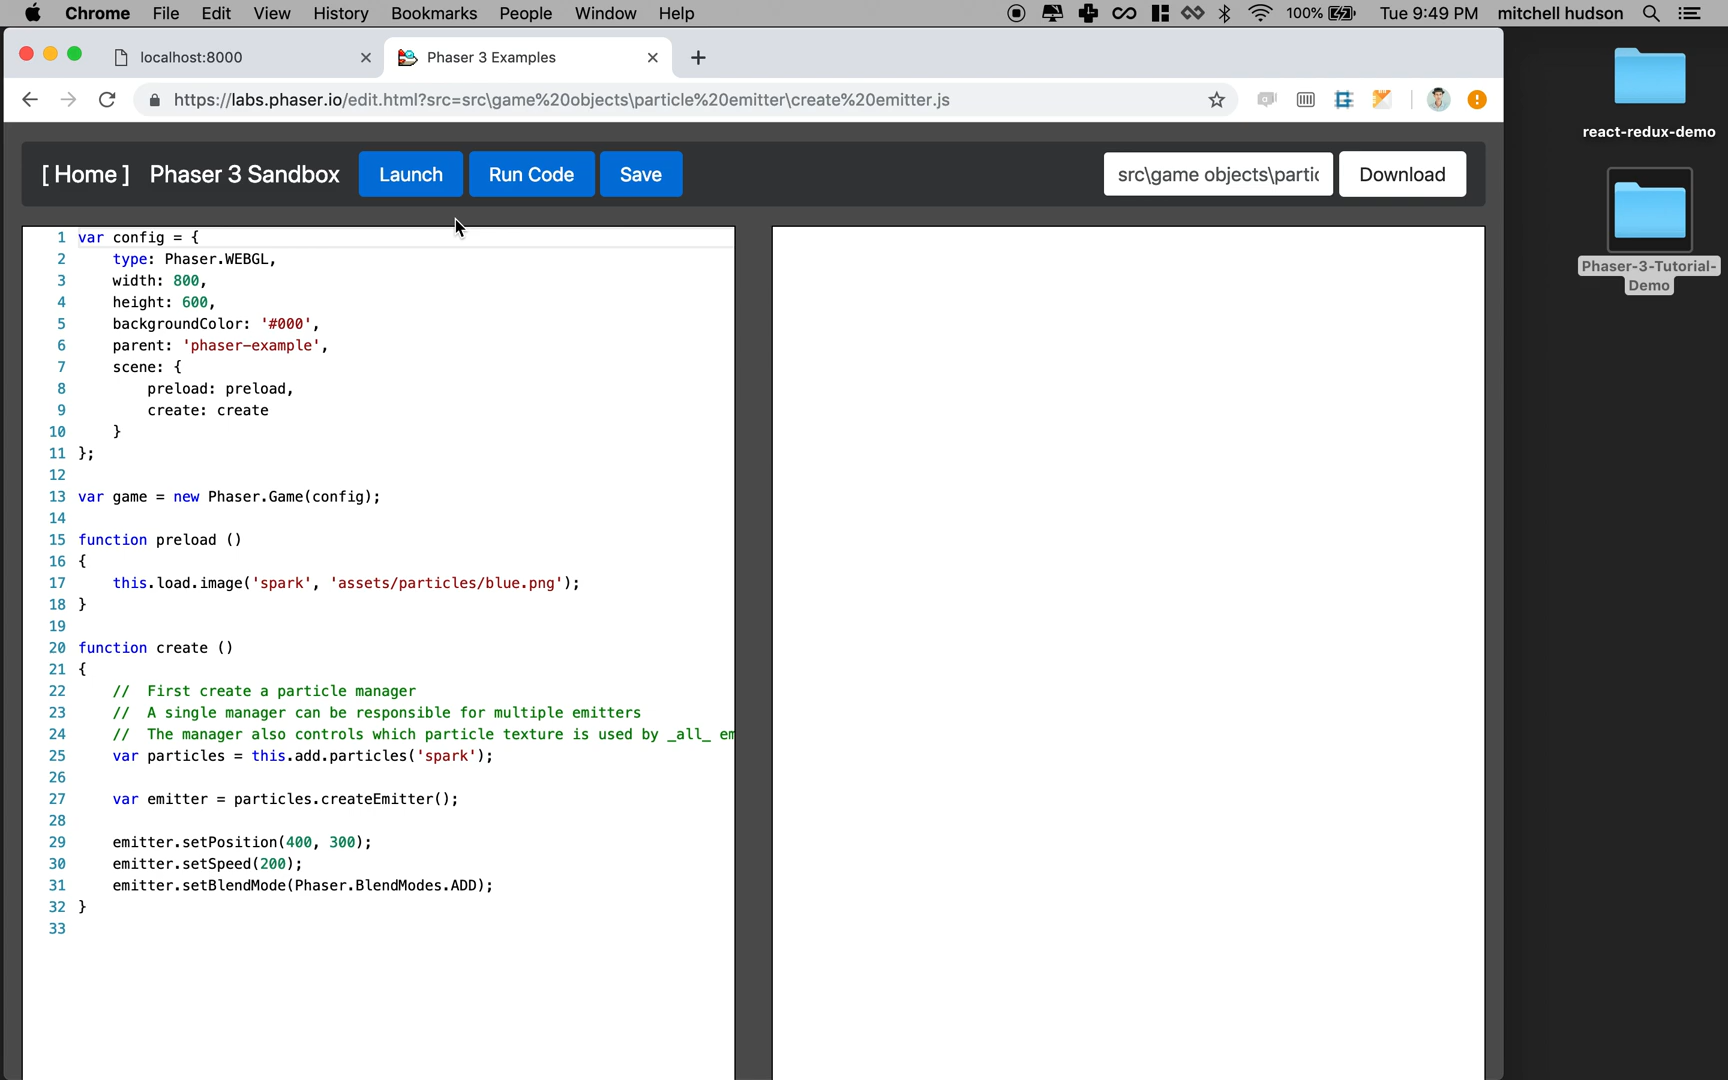 Chrome File Edit View History Bookmarks People Window Help 100% Tue 9:49 PM mitchell hudson
localhost:8000 Phaser 3 Examples
https://labs.phaser.io/edit.html?src=src\game%20objects\particle%20emitter\create%20emitter.js
[ Home ] Phaser 3 Sandbox Launch Run Code Save src\game objects\partic Download
1 var config = {
2 type: Phaser.WEBGL,
3 width: 800,
4 height: 600,
5 backgroundColor: '#000',
6 parent: 'phaser-example',
7 scene: {
8 preload: preload,
9 create: create
10 }
11 };
12
13 var game = new Phaser.Game(config);
14
15 function preload ()
16 {
17 this.load.image('spark', 'assets/particles/blue.png');
18 }
19
20 function create ()
21 {
22 // First create a particle manager
23 // A single manager can be responsible for multiple emitters
24 // The manager also controls which particle texture is used by _all_ em
25 var particles = this.add.particles('spark');
26
27 var emitter = particles.createEmitter();
28
29 emitter.setPosition(400, 300);
30 emitter.setSpeed(200);
31 emitter.setBlendMode(Phaser.BlendModes.ADD);
32 }
33
react-redux-demo
Phaser-3-Tutorial-
Demo